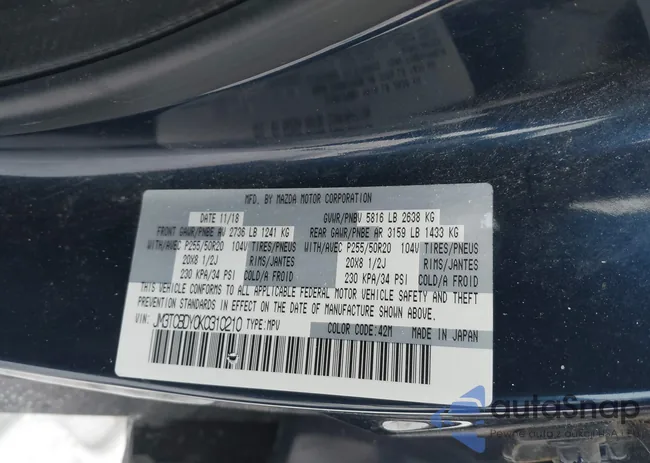 MFD. BY MAZDA MOTOR CORPORATION
DATE 11/18 GVWR/PNBV 5816 LB 2638 KG
FRONT GAWR/PNBE AV 2736 LB 1241 KG REAR GAWR/PNBE AR 3159 LB 1433 KG
WITH/AVEC P255/50R20 104V TIRES/PNEUS WITH/AVEC P255/50R20 104V TIRES/PNEUS
20X8 1/2J RIMS/JANTES 20X8 1/2J RIMS/JANTES
230 KPA/34 PSI COLD/A FROID 230 KPA/34 PSI COLD/A FROID
THIS VEHICLE CONFORMS TO ALL APPLICABLE FEDERAL MOTOR VEHICLE SAFETY AND THEFT
PREVENTION STANDARDS IN EFFECT ON THE DATE OF MANUFACTURE SHOWN ABOVE.
VIN: JM3TCBDY0K0310210 TYPE:MPV COLOR CODE:42M MADE IN JAPAN
autoSnap
Pewne auto z aukcji USA